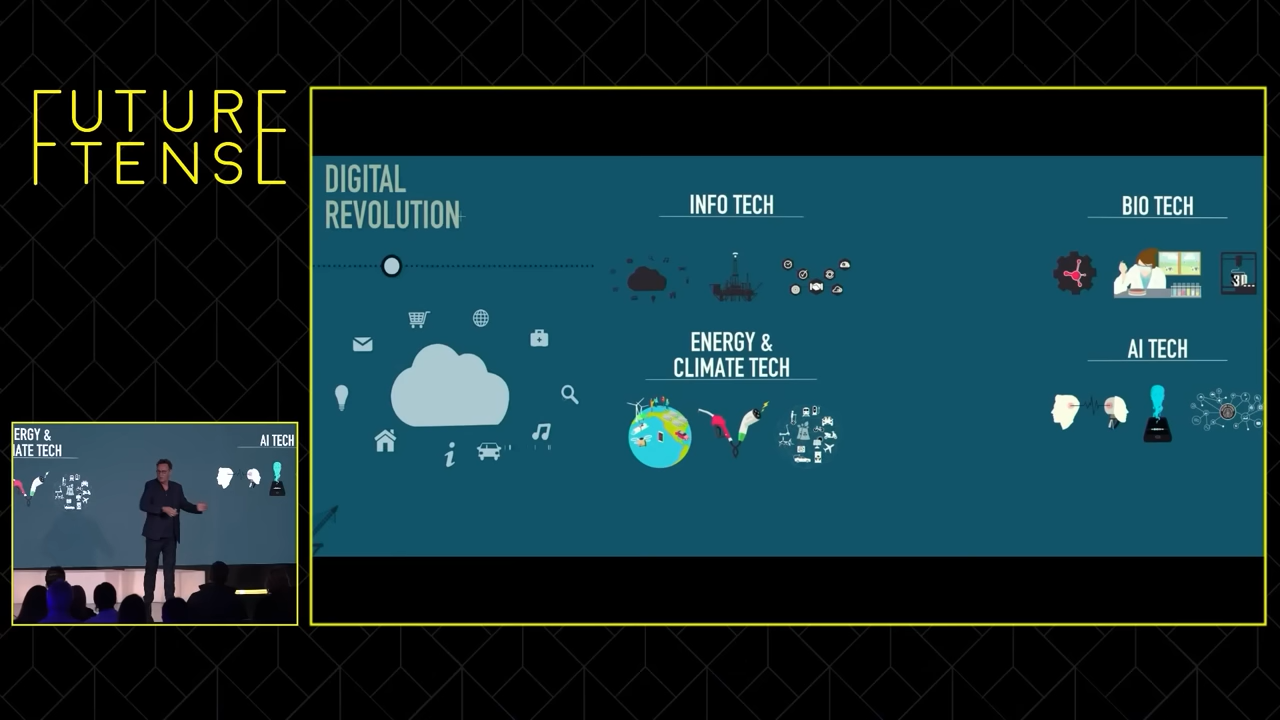 FUTURE
TENSE
DIGITAL
REVOLUTION
INFO TECH
BIO TECH
3D
ENERGY &
CLIMATE TECH
AI TECH
ERGY &
IATE TECH
AI TECH